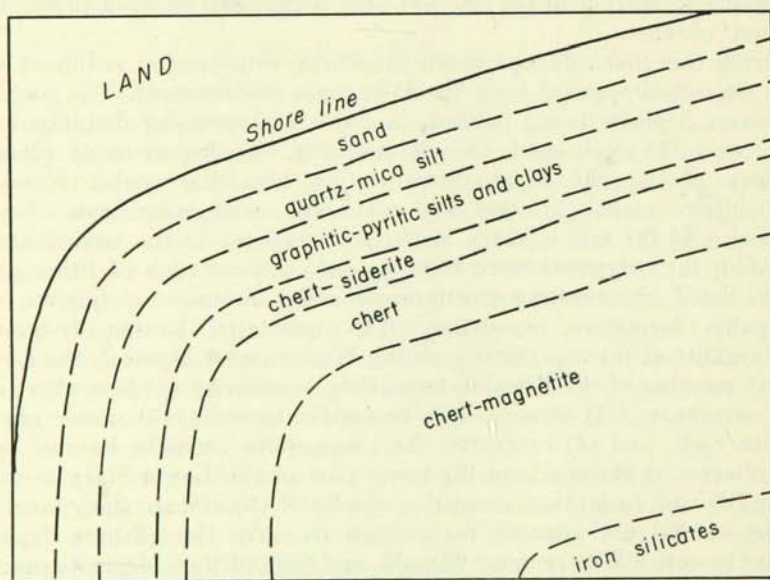 LAND
Shore line
sand
quartz-mica silt
graphitic-pyritic silts and clays
chert-siderite
chert
chert-magnetite
iron silicates